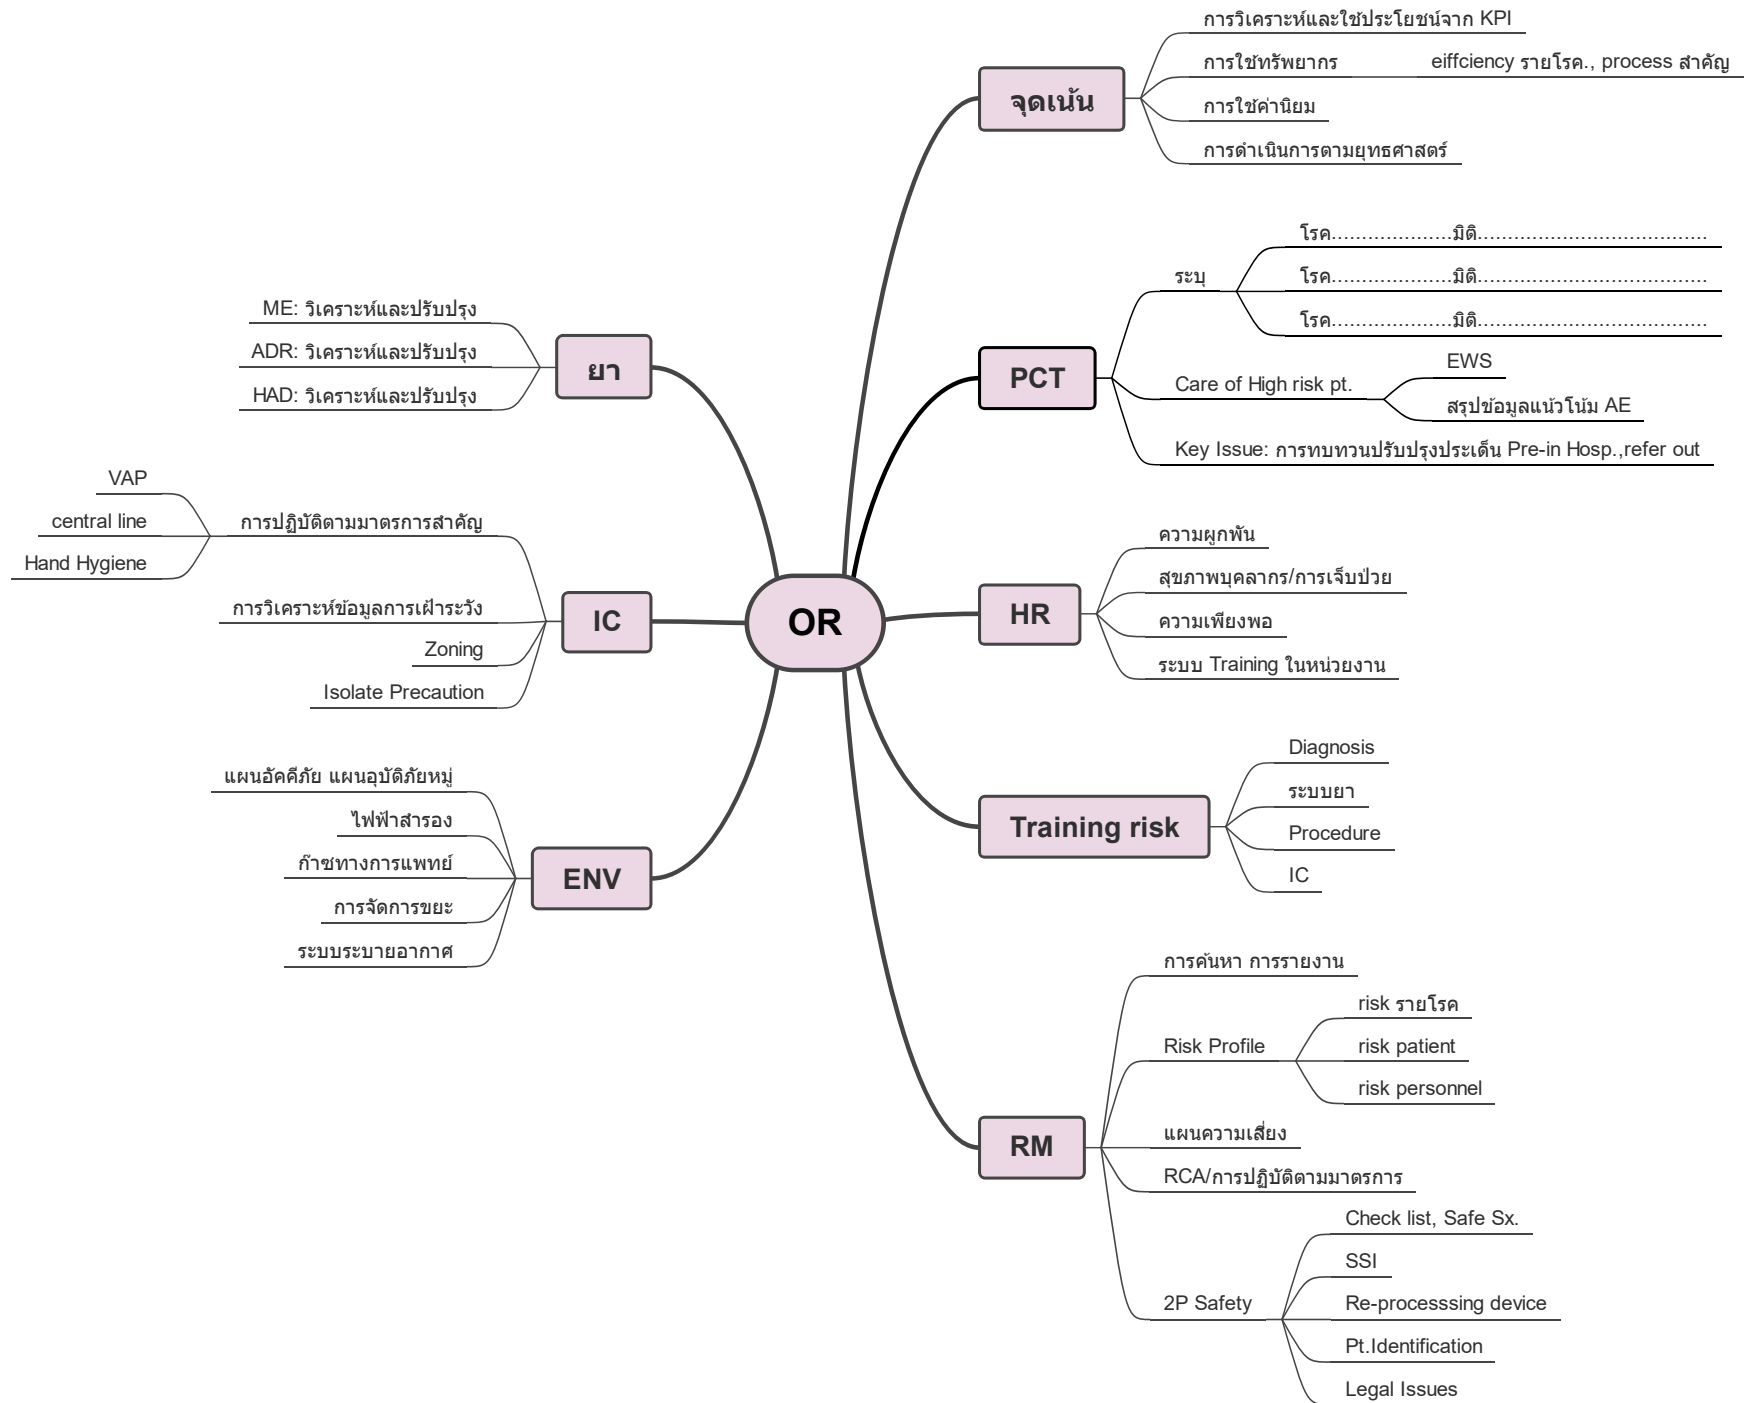 OR
จุดเน้น
การวิเคราะห์และใช้ประโยชน์จาก KPI
การใช้ทรัพยากร
eiffciency รายโรค., process สำคัญ
การใช้ค่านิยม
การดำเนินการตามยุทธศาสตร์
PCT
ระบุ
โรค....................มิติ.......................................
โรค....................มิติ.......................................
โรค....................มิติ.......................................
Care of High risk pt.
EWS
สรุปข้อมูลแน้วโน้ม AE
Key Issue: การทบทวนปรับปรุงประเด็น Pre-in Hosp.,refer out
HR
ความผูกพัน
สุขภาพบุคลากร/การเจ็บป่วย
ความเพียงพอ
ระบบ Training ในหน่วยงาน
Training risk
Diagnosis
ระบบยา
Procedure
IC
RM
การค้นหา การรายงาน
Risk Profile
risk รายโรค
risk patient
risk personnel
แผนความเสี่ยง
RCA/การปฏิบัติตามมาตรการ
2P Safety
Check list, Safe Sx.
SSI
Re-processsing device
Pt.Identification
Legal Issues
ยา
ME: วิเคราะห์และปรับปรุง
ADR: วิเคราะห์และปรับปรุง
HAD: วิเคราะห์และปรับปรุง
IC
การปฏิบัติตามมาตรการสำคัญ
VAP
central line
Hand Hygiene
การวิเคราะห์ข้อมูลการเฝ้าระวัง
Zoning
Isolate Precaution
ENV
แผนอัคคีภัย แผนอุบัติภัยหมู่
ไฟฟ้าสำรอง
ก๊าซทางการแพทย์
การจัดการขยะ
ระบบระบายอากาศ